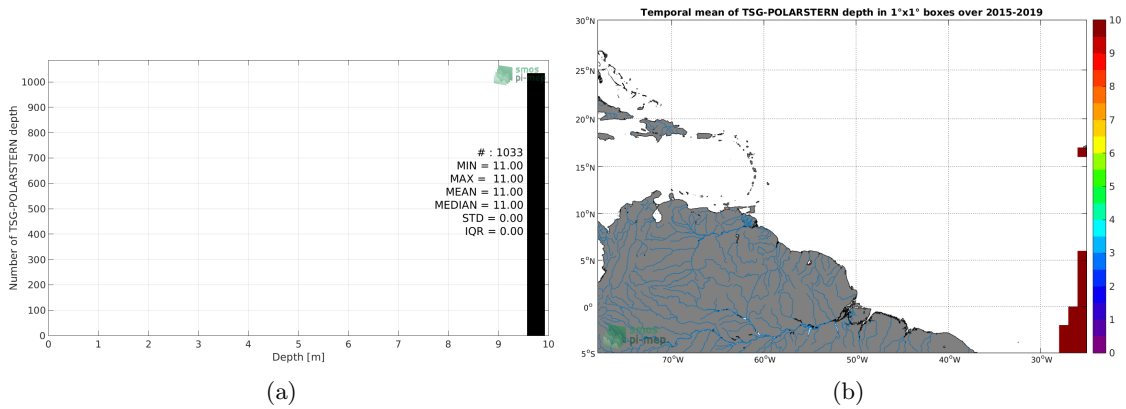 Number of TSG-POLARSTERN depth
1000
900
800
700
600
500
400
300
200
100
0
smos
pi-mep
# : 1033
MIN = 11.00
MAX = 11.00
MEAN = 11.00
MEDIAN = 11.00
STD = 0.00
IQR = 0.00
0 1 2 3 4 5 6 7 8 9 10
Depth [m]
(a)
Temporal mean of TSG-POLARSTERN depth in 1°x1° boxes over 2015-2019
30°N
25°N
20°N
15°N
10°N
5°N
0°
5°S
smos
pi-mep
70°W 60°W 50°W 40°W 30°W
10
9
8
7
6
5
4
3
2
1
0
(b)